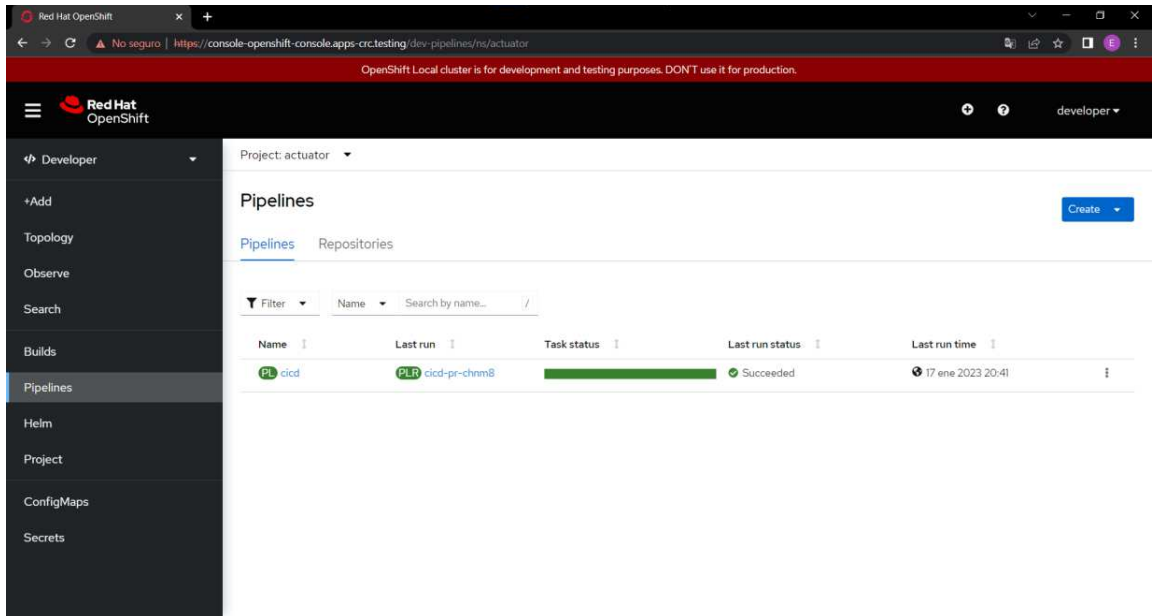 Red Hat OpenShift
No seguro | https://console-openshift-console.apps-crc.testing/dev-pipelines/ns/actuator
E
OpenShift Local cluster is for development and testing purposes. DON'T use it for production.
Red Hat
OpenShift
developer
Developer
Project: actuator
+Add
Pipelines
Create
Topology
Pipelines Repositories
Observe
Search
Filter Name Search by name... /
Name Last run Task status Last run status Last run time
Builds
PL cicd PLR cicd-pr-chnm8 Succeeded 17 ene 2023 20:41
Pipelines
Helm
Project
ConfigMaps
Secrets